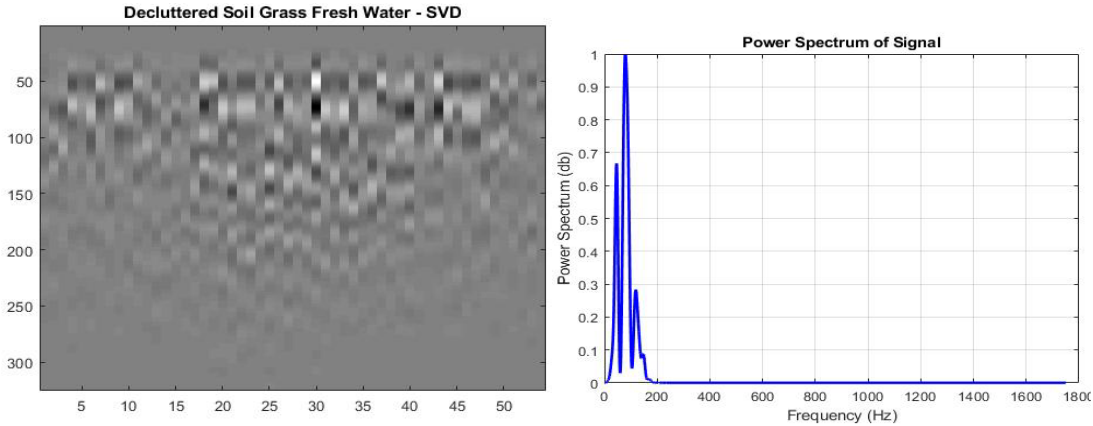 Decluttered Soil Grass Fresh Water - SVD
50
100
150
200
250
300
5 10 15 20 25 30 35 40 45 50
Power Spectrum of Signal
Power Spectrum (db)
1
0.9
0.8
0.7
0.6
0.5
0.4
0.3
0.2
0.1
0
0 200 400 600 800 1000 1200 1400 1600 1800
Frequency (Hz)